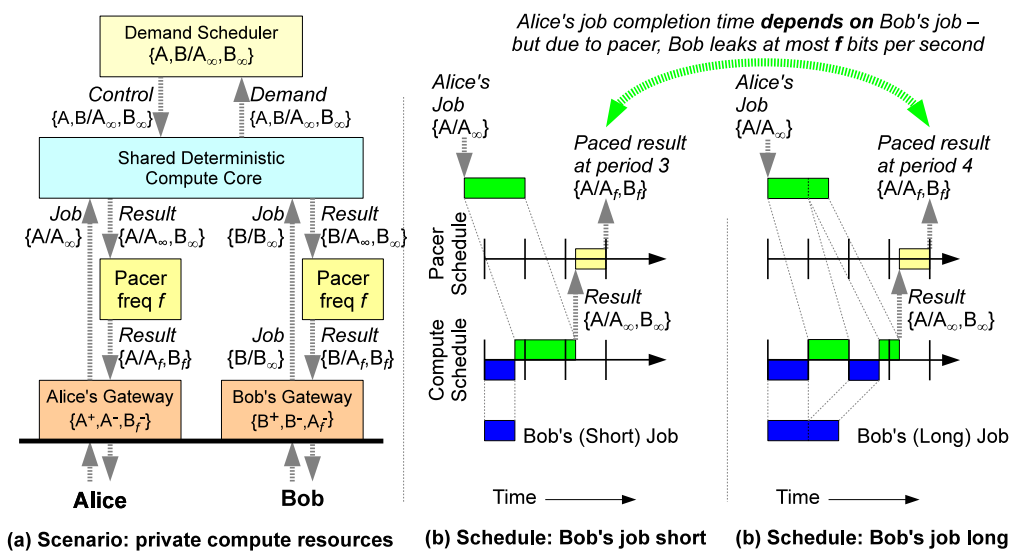 Demand Scheduler
{A,B/A∞,B∞}
Control
{A,B/A∞,B∞}
Demand
{A,B/A∞,B∞}
Shared Deterministic
Compute Core
Job
{A/A∞}
Result
{A/A∞,B∞}
Job
{B/B∞}
Result
{B/A∞,B∞}
Pacer
freq f
Pacer
freq f
Result
{A/Af,Bf}
Job
{B/B∞}
Result
{B/Af,Bf}
Alice's Gateway
{A+,A-,Bf-}
Bob's Gateway
{B+,B-,Af-}
Alice
Bob
(a) Scenario: private compute resources
Alice's job completion time depends on Bob's job –
but due to pacer, Bob leaks at most f bits per second
Alice's
Job
{A/A∞}
Paced result
at period 3
{A/Af,Bf}
Pacer
Schedule
Result
{A/A∞,B∞}
Compute
Schedule
Bob's (Short) Job
Time
(b) Schedule: Bob's job short
Alice's
Job
{A/A∞}
Paced result
at period 4
{A/Af,Bf}
Result
{A/A∞,B∞}
Bob's (Long) Job
Time
(b) Schedule: Bob's job long